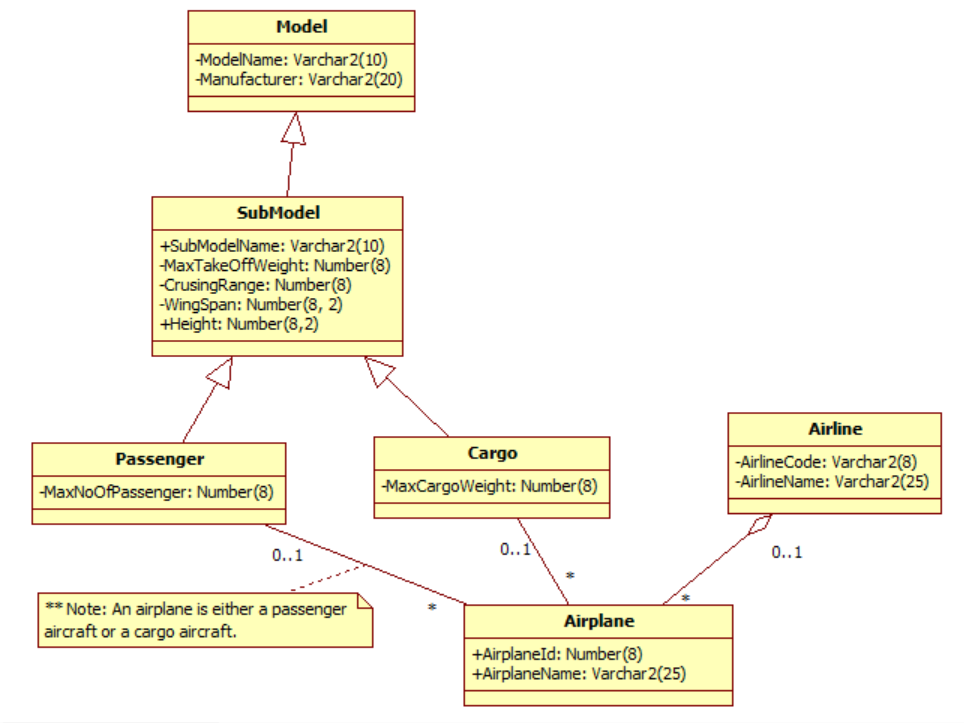 Model
-ModelName: Varchar2(10)
-Manufacturer: Varchar2(20)
SubModel
+SubModelName: Varchar2(10)
-MaxTakeOffWeight: Number(8)
-CrusingRange: Number(8)
-WingSpan: Number(8, 2)
+Height: Number(8,2)
Passenger
-MaxNoOfPassenger: Number(8)
Cargo
-MaxCargoWeight: Number(8)
Airline
-AirlineCode: Varchar2(8)
-AirlineName: Varchar2(25)
0..1
0..1
0..1
*
*
*
** Note: An airplane is either a passenger
aircraft or a cargo aircraft.
Airplane
+AirplaneId: Number(8)
+AirplaneName: Varchar2(25)